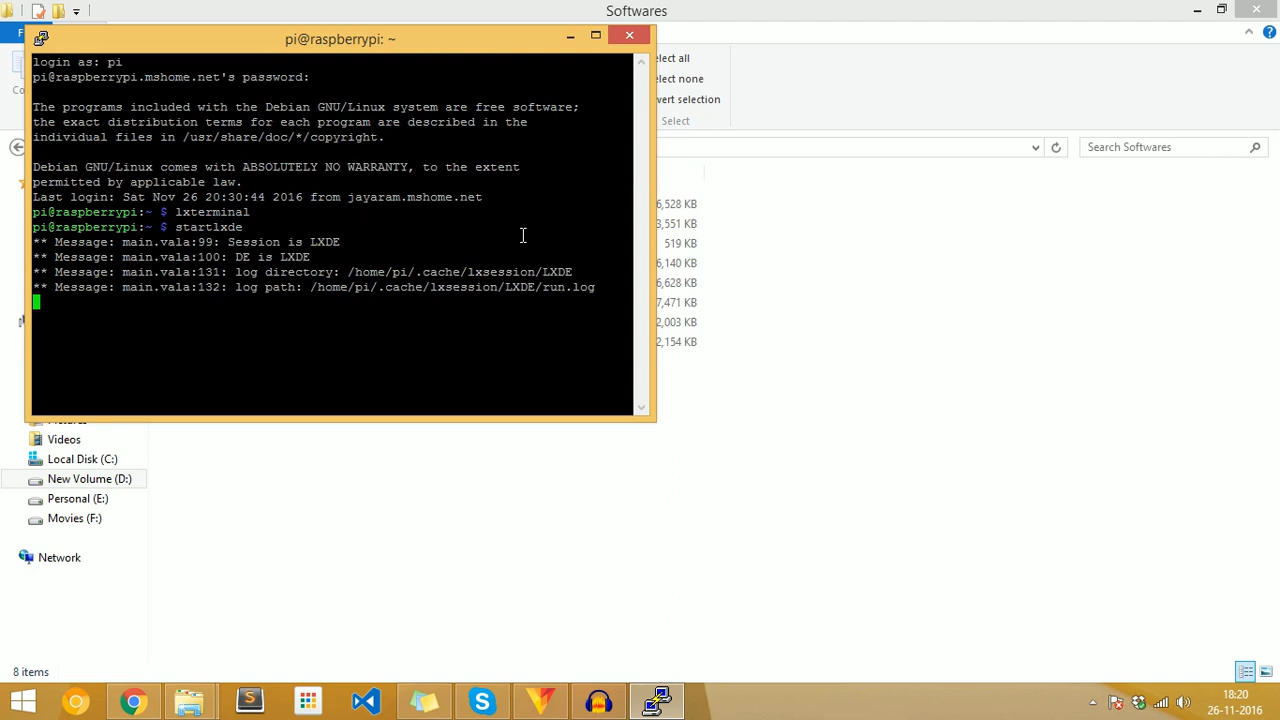 Softwares
pi@raspberrypi: ~
login as: pi
pi@raspberrypi.mshome.net's password:
The programs included with the Debian GNU/Linux system are free software;
the exact distribution terms for each program are described in the
individual files in /usr/share/doc/*/copyright.
Debian GNU/Linux comes with ABSOLUTELY NO WARRANTY, to the extent
permitted by applicable law.
Last login: Sat Nov 26 20:30:44 2016 from jayaram.mshome.net
pi@raspberrypi:~ $ lxterminal
pi@raspberrypi:~ $ startlxde
** Message: main.vala:99: Session is LXDE
** Message: main.vala:100: DE is LXDE
** Message: main.vala:131: log directory: /home/pi/.cache/lxsession/LXDE
** Message: main.vala:132: log path: /home/pi/.cache/lxsession/LXDE/run.log
elect all
elect none
vert selection
Select
Search Softwares
6,528 KB
3,551 KB
519 KB
6,140 KB
6,628 KB
7,471 KB
2,003 KB
2,154 KB
Videos
Local Disk (C:)
New Volume (D:)
Personal (E:)
Movies (F:)
Network
8 items
18:20
26-11-2016